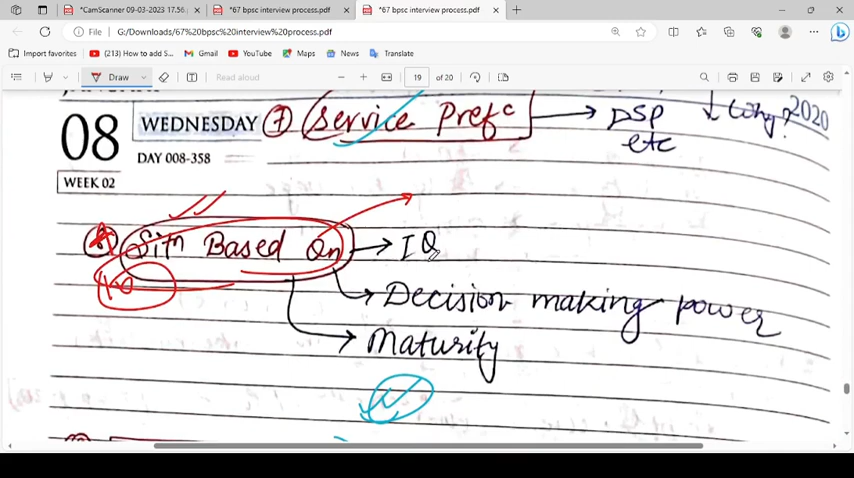 *CamScanner 09-03-2023 17.56.p
*67 bpsc interview process.pdf
*67 bpsc interview process.pdf
File
G:/Downloads/67%20bpsc%20interview%20process.pdf
Import favorites
(213) How to add S...
Gmail
YouTube
Maps
News
Translate
Draw
Read aloud
19
of 20
08
WEDNESDAY
DAY 008-358
WEEK 02
7 Service Prefc → DSP
etc
↓ (Why?
2020
Sitn Based Qn → IQ
→ Decision making power
→ Maturity